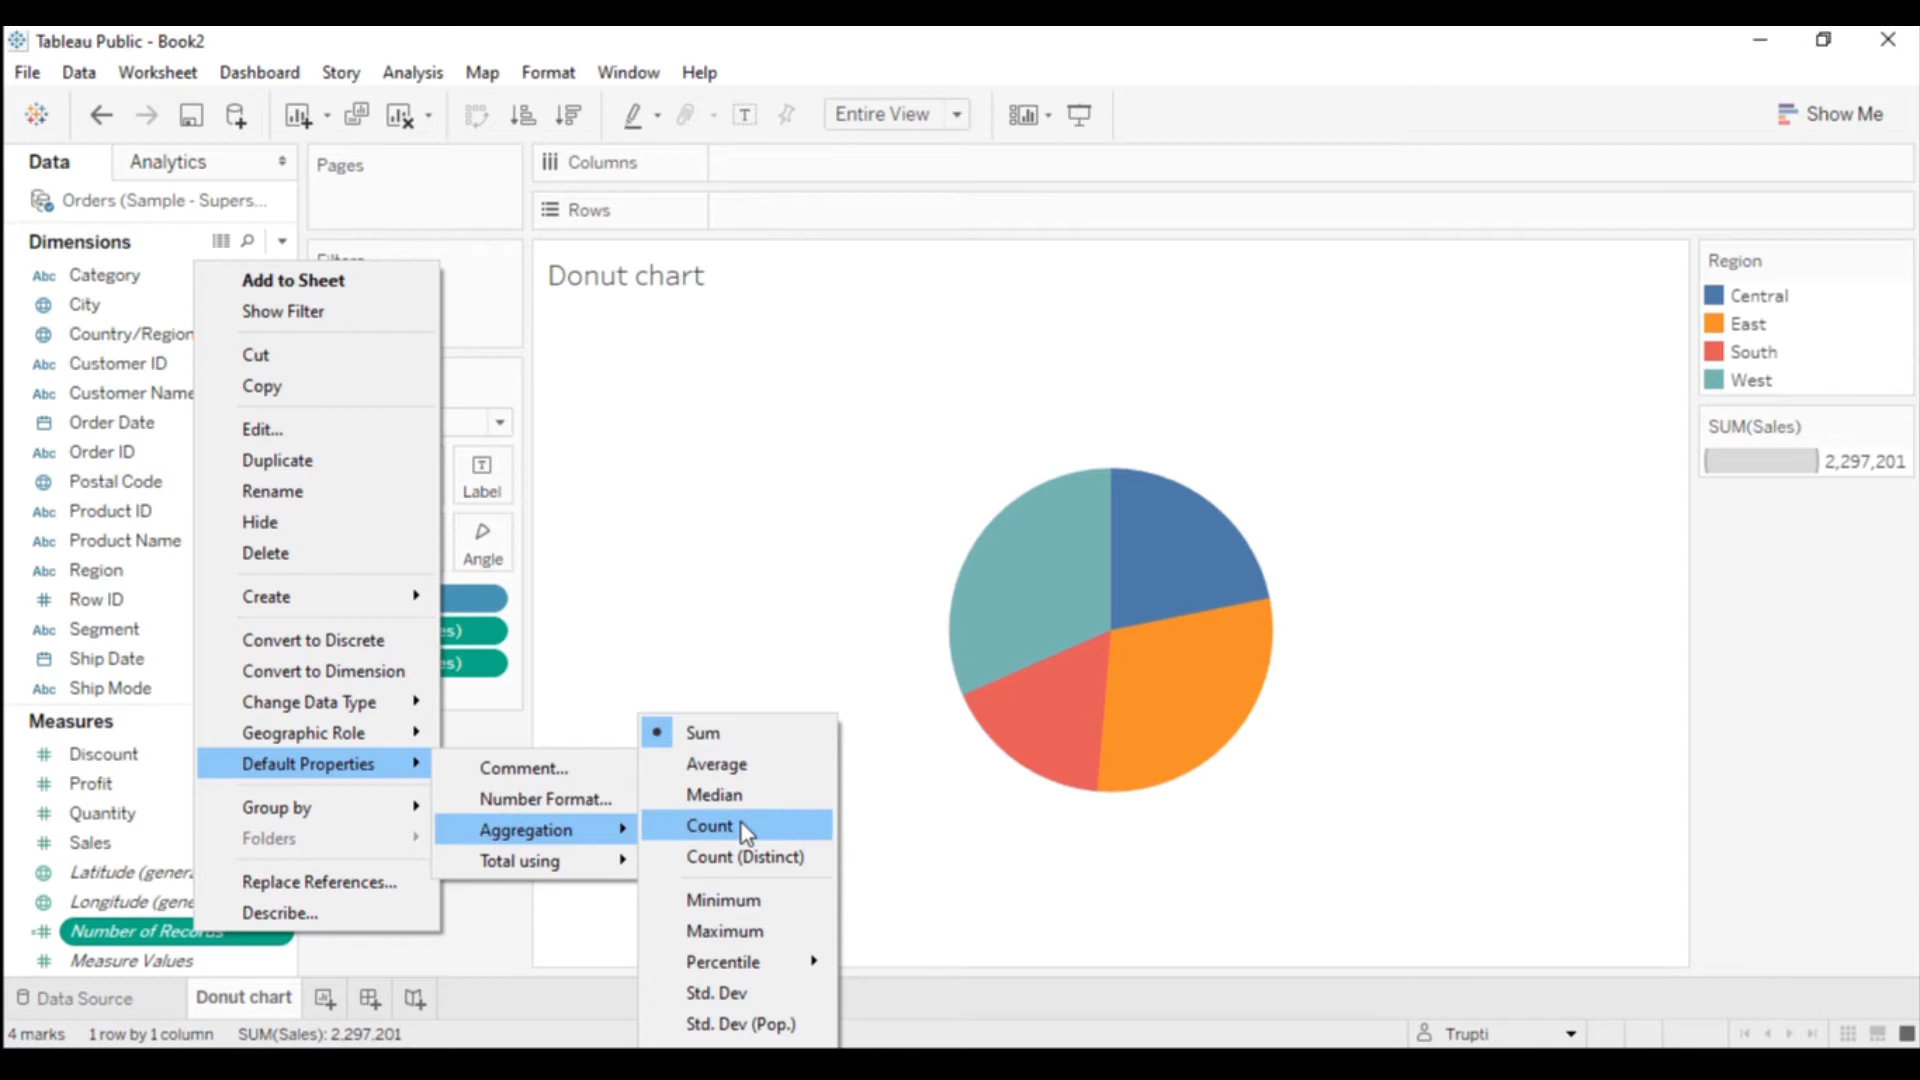 Tableau Public - Book2
File Data Worksheet Dashboard Story Analysis Map Format Window Help
Entire View
Show Me
Data
Analytics
Pages
Columns
Orders (Sample - Supers...
Rows
Dimensions
Category
City
Country/Region
Customer ID
Customer Name
Order Date
Order ID
Postal Code
Product ID
Product Name
Region
Row ID
Segment
Ship Date
Ship Mode
Measures
Discount
Profit
Quantity
Sales
Latitude (genera
Longitude (gene
Number of Records
Measure Values
Add to Sheet
Show Filter
Cut
Copy
Edit...
Duplicate
Rename
Hide
Delete
Create
Convert to Discrete
Convert to Dimension
Change Data Type
Geographic Role
Default Properties
Group by
Folders
Replace References...
Describe...
Label
Angle
es)
es)
Comment...
Number Format...
Aggregation
Total using
Sum
Average
Median
Count
Count (Distinct)
Minimum
Maximum
Percentile
Std. Dev
Std. Dev (Pop.)
Donut chart
Region
Central
East
South
West
SUM(Sales)
2,297,201
Data Source
Donut chart
4 marks 1 row by 1 column SUM(Sales): 2,297,201
Trupti